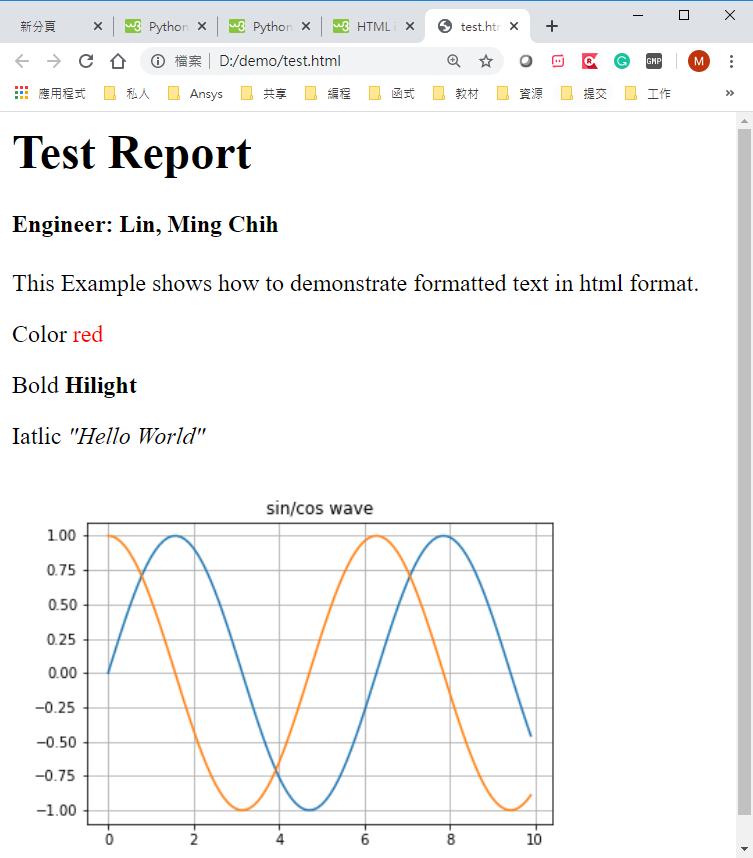 新分頁
Python
Python
HTML i
test.htm
檔案 D:/demo/test.html
GMP
M
應用程式 私人 Ansys 共享 編程 函式 教材 資源 提交 工作
Test Report
Engineer: Lin, Ming Chih
This Example shows how to demonstrate formatted text in html format.
Color red
Bold Hilight
Iatlic "Hello World"
sin/cos wave
1.00
0.75
0.50
0.25
0.00
−0.25
−0.50
−0.75
−1.00
0 2 4 6 8 10